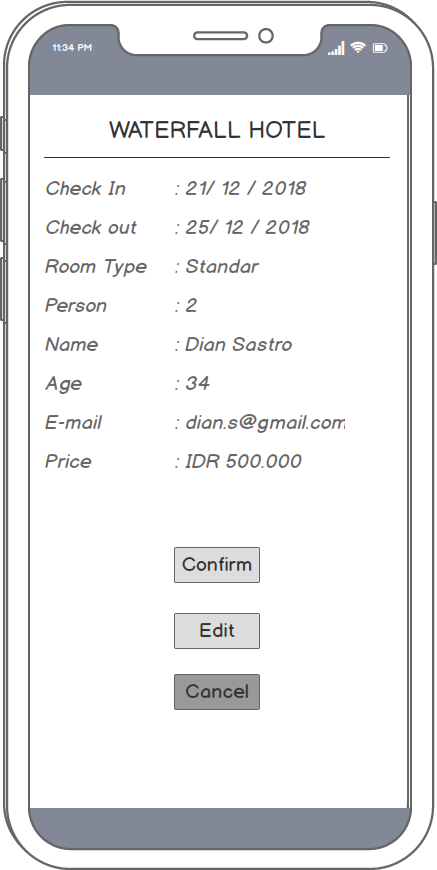 11:34 PM
WATERFALL HOTEL
Check In : 21/ 12 / 2018
Check out : 25/ 12 / 2018
Room Type : Standar
Person : 2
Name : Dian Sastro
Age : 34
E-mail : dian.s@gmail.com
Price : IDR 500.000
Confirm
Edit
Cancel